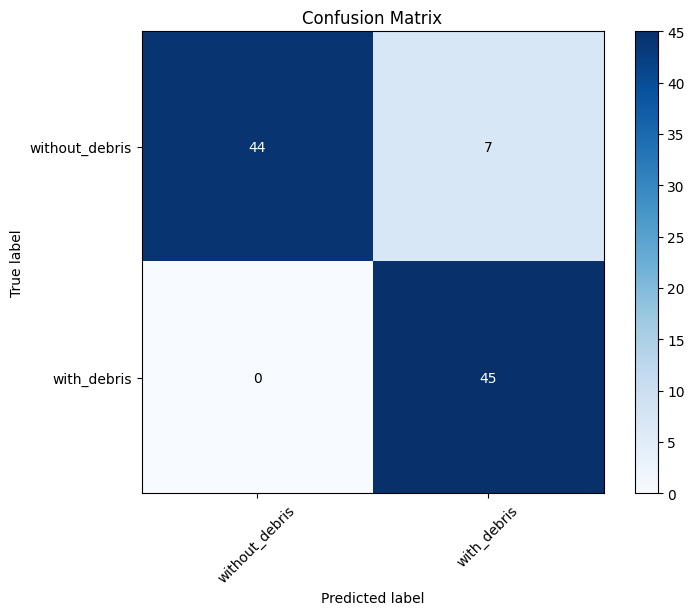 Confusion Matrix
True label
without_debris
44
7
with_debris
0
45
without_debris
with_debris
Predicted label
45
40
35
30
25
20
15
10
5
0